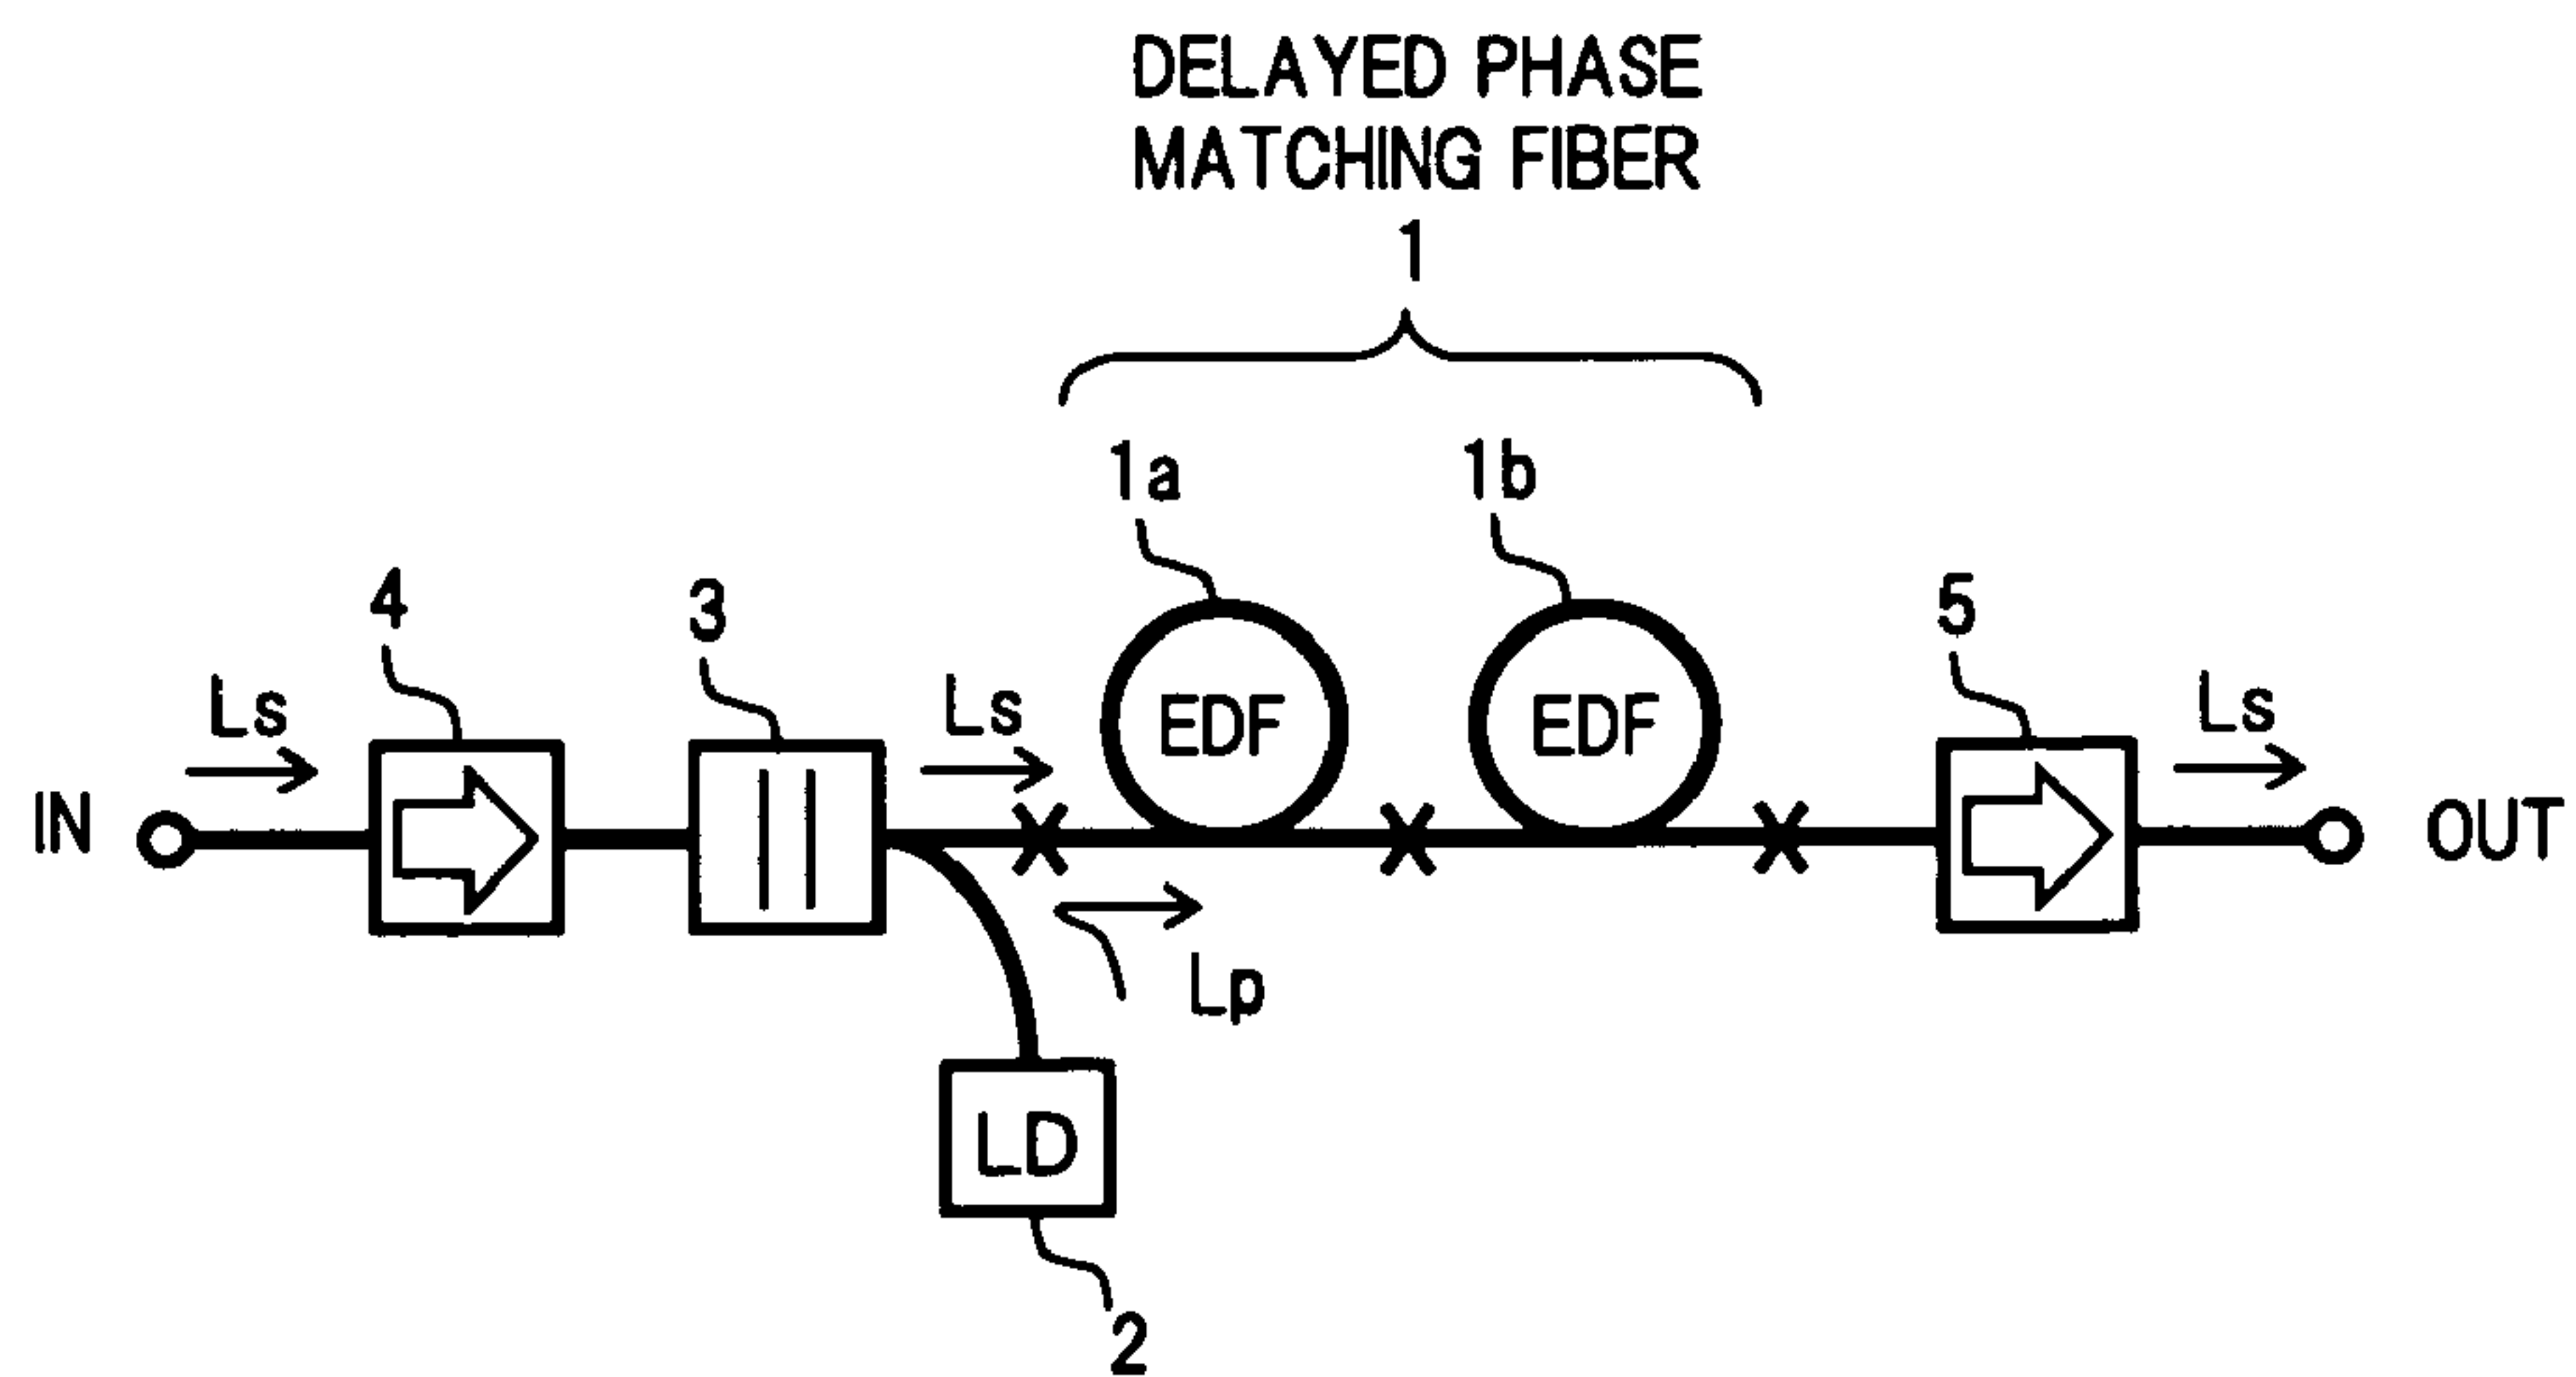 DELAYED PHASE
MATCHING FIBER
1
1a
1b
4
3
5
Ls
Ls
EDF
EDF
Ls
IN
OUT
Lp
LD
2